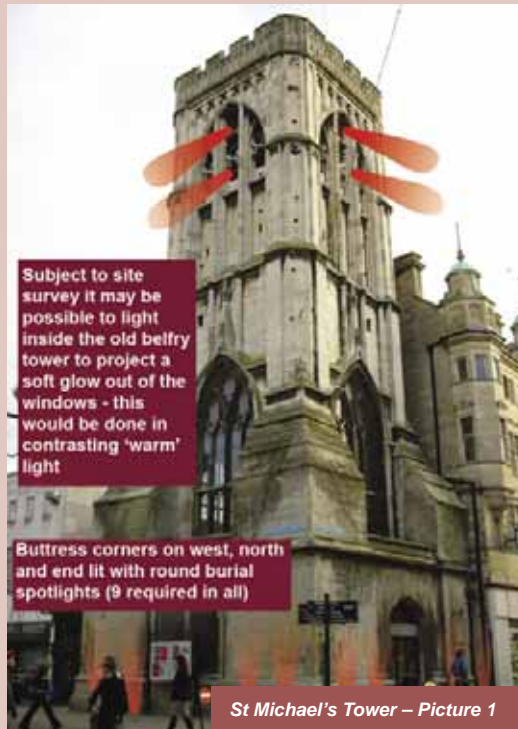 Subject to site
survey it may be
possible to light
inside the old belfry
tower to project a
soft glow out of the
windows - this
would be done in
contrasting 'warm'
light
Buttress corners on west, north
and end lit with round burial
spotlights (9 required in all)
St Michael's Tower – Picture 1